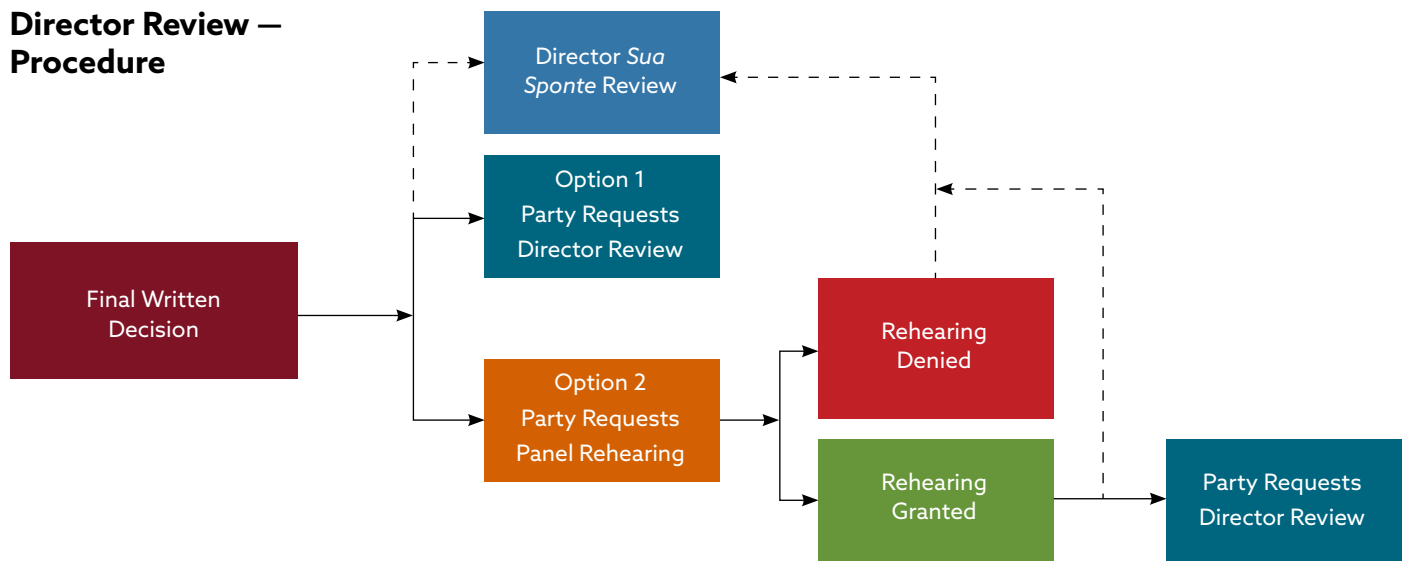 Director Review —
Procedure
Director Sua
Sponte Review
Option 1
Party Requests
Director Review
Final Written
Decision
Option 2
Party Requests
Panel Rehearing
Rehearing
Denied
Rehearing
Granted
Party Requests
Director Review